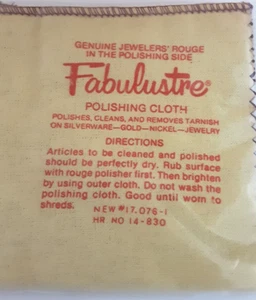 GENUINE JEWELERS' ROUGE
IN THE POLISHING SIDE
Fabulustre®
POLISHING CLOTH
POLISHES, CLEANS, AND REMOVES TARNISH
ON SILVERWARE—GOLD—NICKEL—JEWELRY
DIRECTIONS
Articles to be cleaned and polished
should be perfectly dry. Rub surface
with rouge polisher first. Then brighten
by using outer cloth. Do not wash the
polishing cloth. Good until worn to
shreds.
NEW #17.076-1
HR NO 14-830